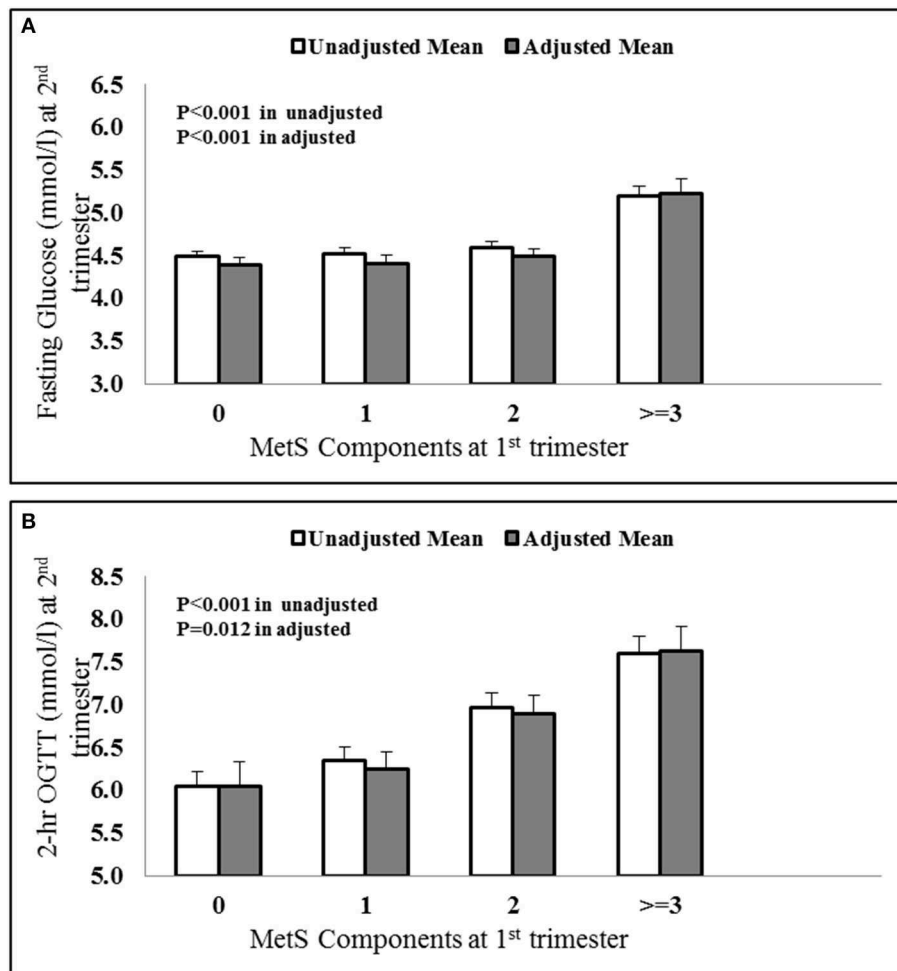 A
Unadjusted Mean Adjusted Mean
Fasting Glucose (mmol/l) at 2nd
trimester
6.5
6.0
5.5
5.0
4.5
4.0
3.5
3.0
P<0.001 in unadjusted
P<0.001 in adjusted
0 1 2 >=3
MetS Components at 1st trimester
B
Unadjusted Mean Adjusted Mean
2-hr OGTT (mmol/l) at 2nd
trimester
8.5
8.0
7.5
7.0
6.5
6.0
5.5
5.0
P<0.001 in unadjusted
P=0.012 in adjusted
0 1 2 >=3
MetS Components at 1st trimester